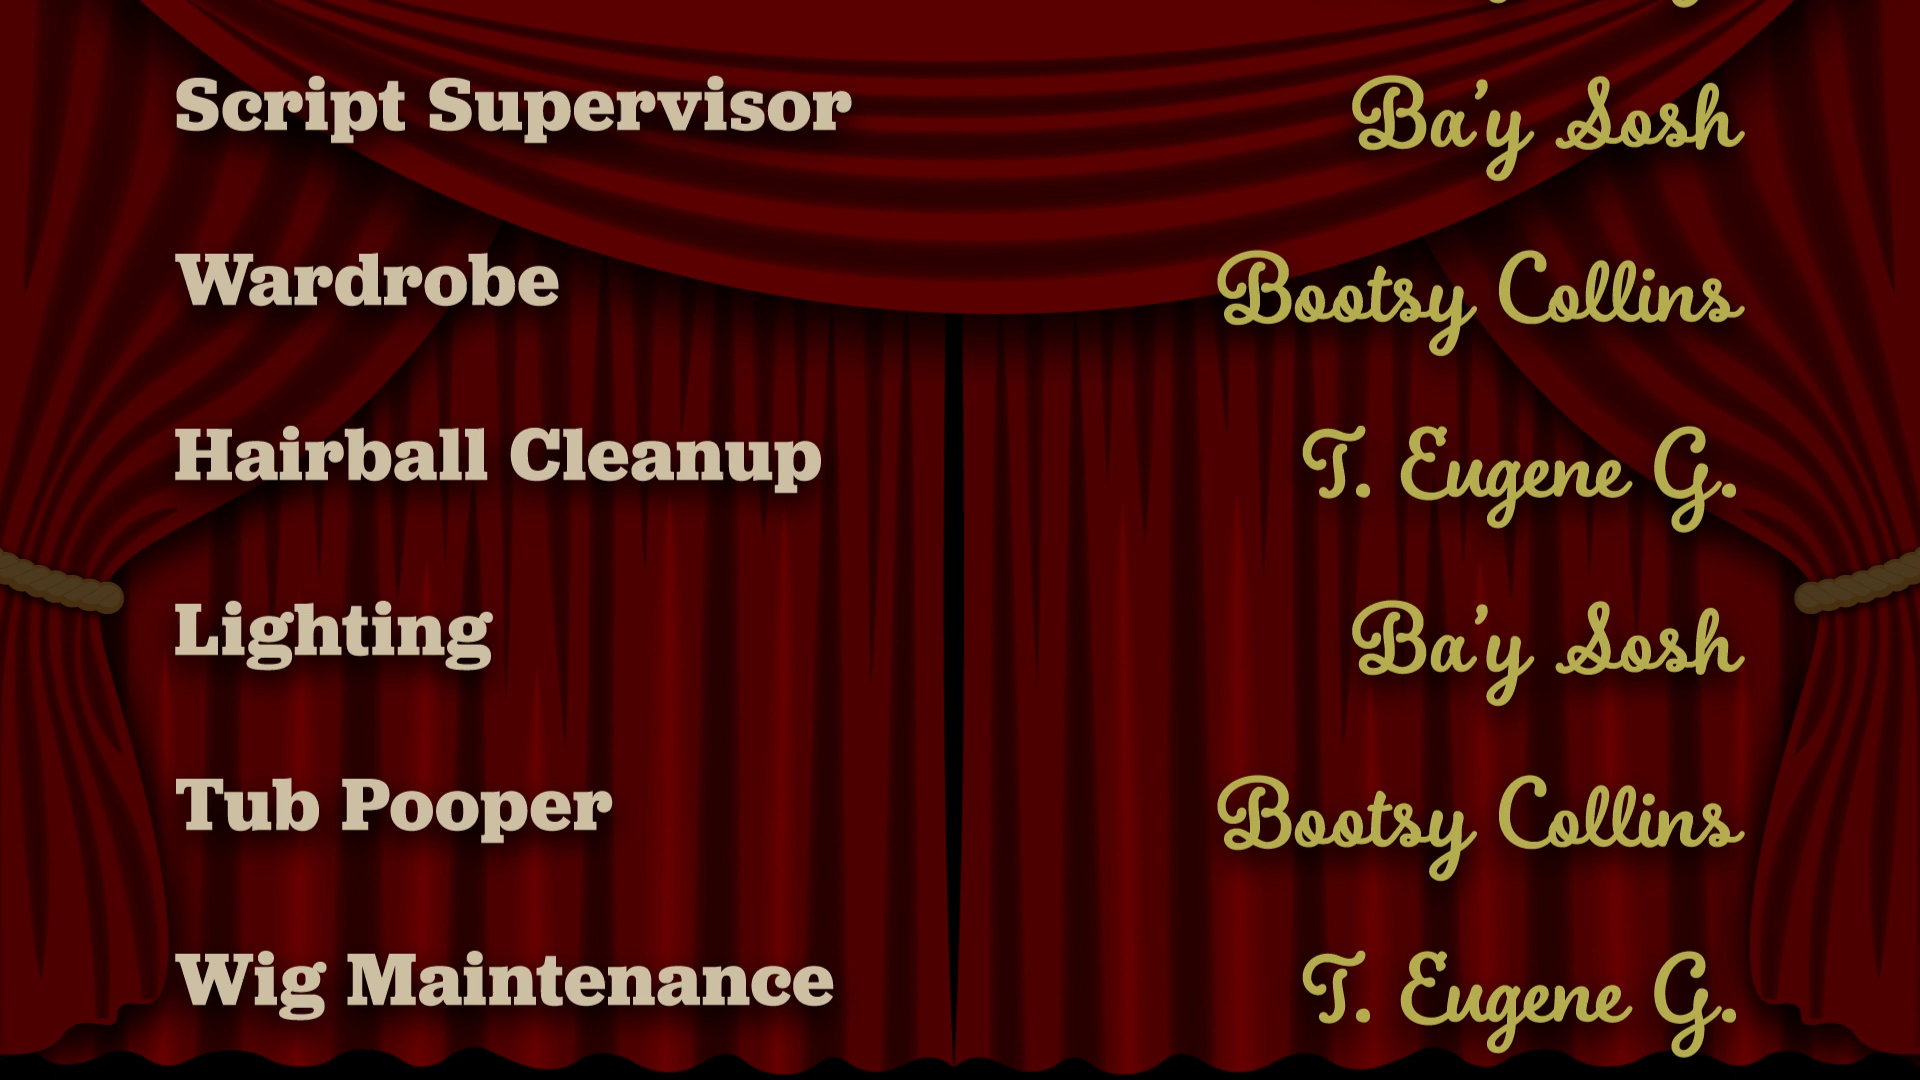 Script Supervisor Ba'y Sosh
Wardrobe Bootsy Collins
Hairball Cleanup T. Eugene G.
Lighting Ba'y Sosh
Tub Pooper Bootsy Collins
Wig Maintenance T. Eugene G.